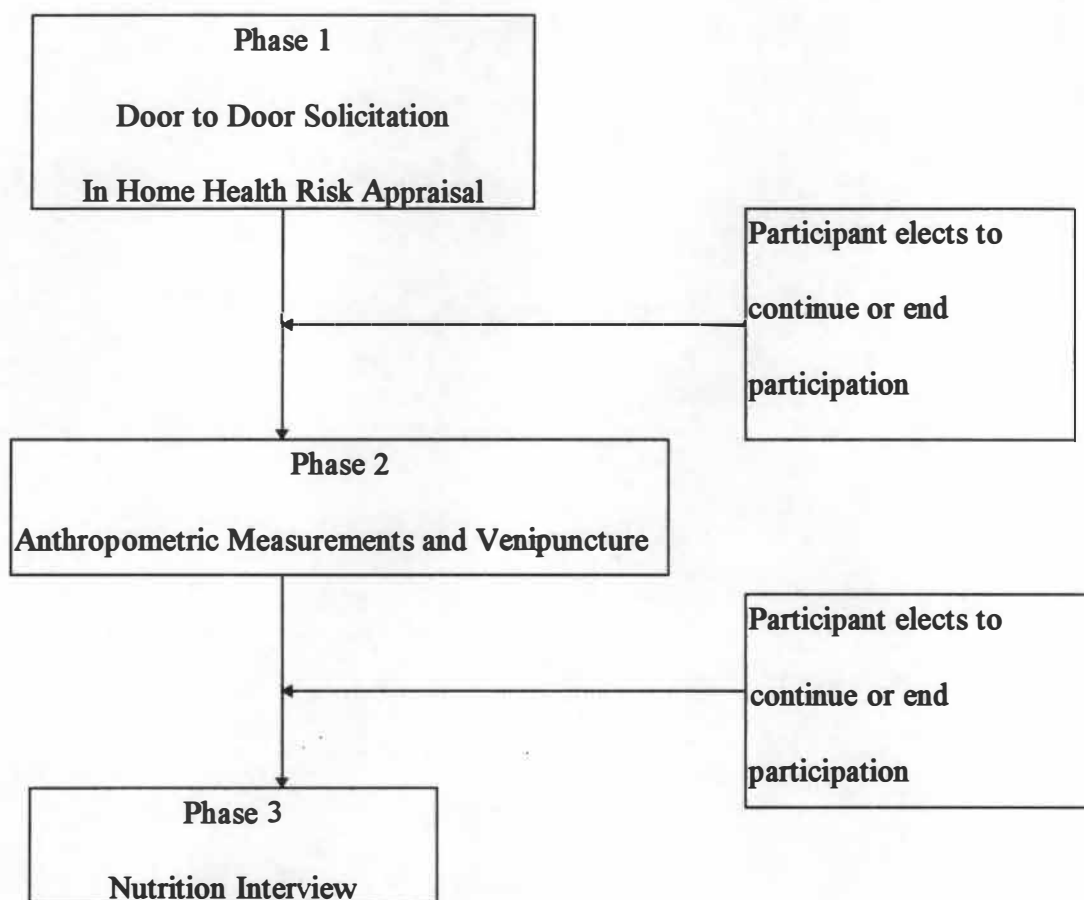 Phase 1
Door to Door Solicitation
In Home Health Risk Appraisal
Participant elects to
continue or end
participation
Phase 2
Anthropometric Measurements and Venipuncture
Participant elects to
continue or end
participation
Phase 3
Nutrition Interview